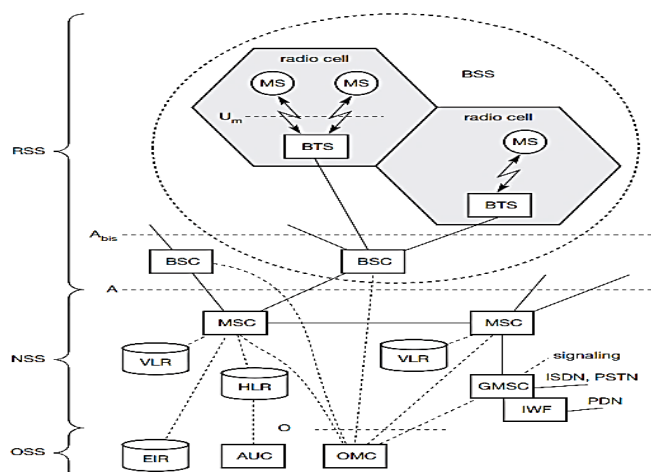 radio cell
BSS
MS
MS
Um
radio cell
MS
BTS
RSS
BTS
Abis
BSC
BSC
A
MSC
MSC
VLR
VLR
signaling
NSS
HLR
GMSC
ISDN, PSTN
IWF
PDN
O
OSS
EIR
AUC
OMC